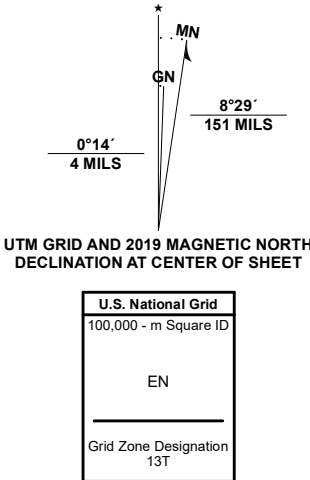 ★
MN
GN
8°29´
151 MILS
0°14´
4 MILS
UTM GRID AND 2019 MAGNETIC NORTH
DECLINATION AT CENTER OF SHEET
U.S. National Grid
100,000 - m Square ID
EN
Grid Zone Designation
13T